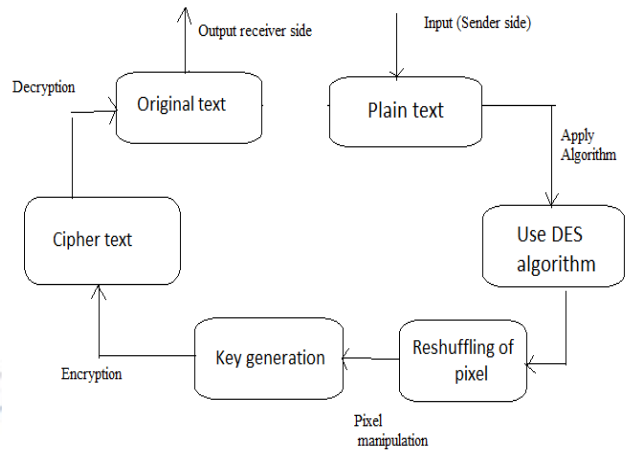 Output receiver side
Input (Sender side)
Decryption
Original text
Plain text
Apply
Algorithm
Cipher text
Use DES
algorithm
Key generation
Reshuffling of
pixel
Encryption
Pixel
manipulation